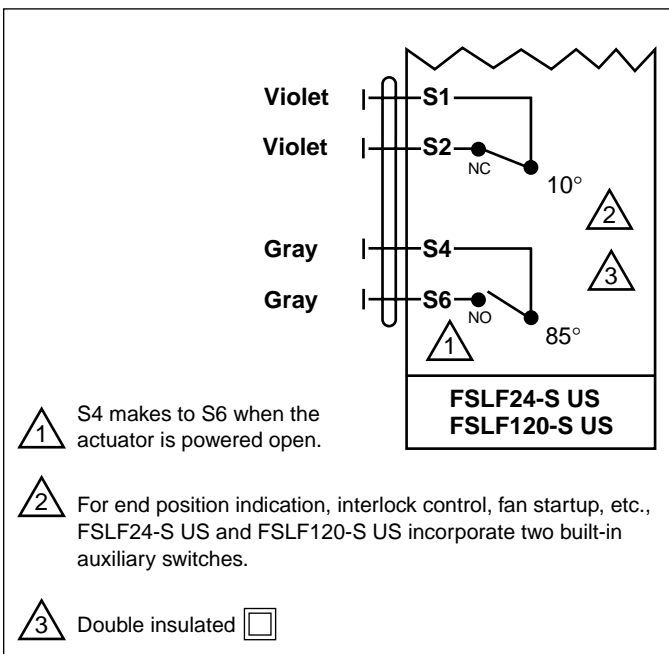 Violet S1
Violet S2
NC
10°
2
Gray S4
3
Gray S6
NO
85°
1
FSLF24-S US
FSLF120-S US
1 S4 makes to S6 when the
actuator is powered open.
2 For end position indication, interlock control, fan startup, etc.,
FSLF24-S US and FSLF120-S US incorporate two built-in
auxiliary switches.
3 Double insulated